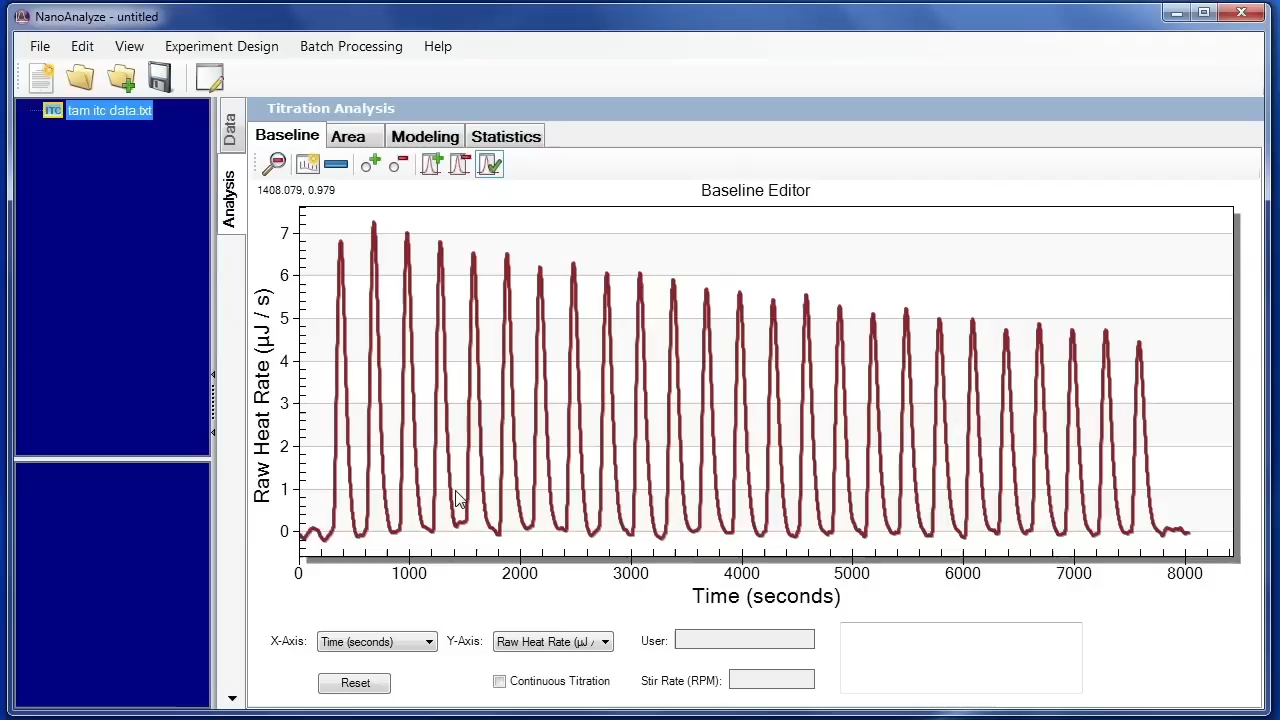 NanoAnalyze - untitled
File Edit View Experiment Design Batch Processing Help
ITC tam itc data.txt
Data
Analysis
Titration Analysis
Baseline Area Modeling Statistics
1408.079, 0.979
Baseline Editor
Raw Heat Rate (µJ / s)
7
6
5
4
3
2
1
0
0 1000 2000 3000 4000 5000 6000 7000 8000
Time (seconds)
X-Axis: Time (seconds) Y-Axis: Raw Heat Rate (µJ / User:
Reset Continuous Titration Stir Rate (RPM):